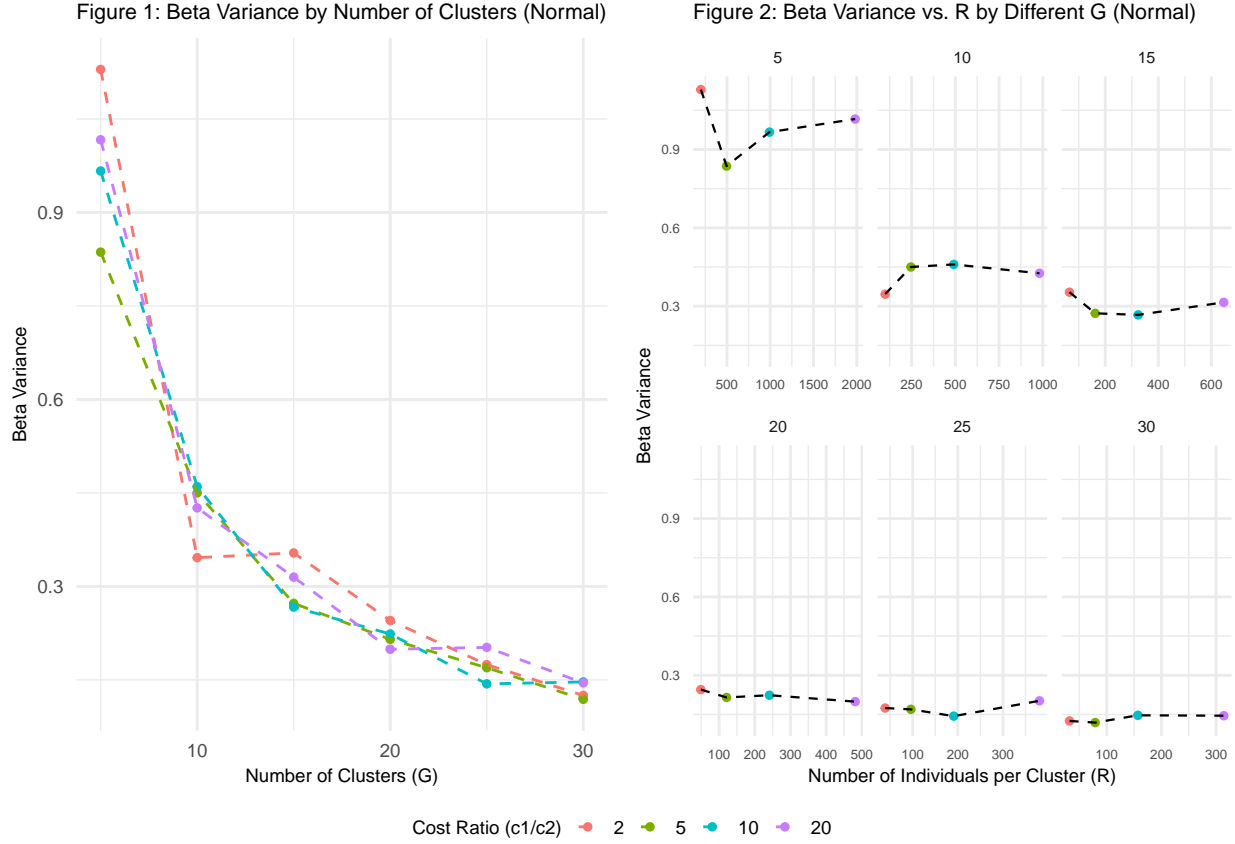 Figure 1: Beta Variance by Number of Clusters (Normal)
0.9
0.6
0.3
Beta Variance
10 20 30
Number of Clusters (G)
Figure 2: Beta Variance vs. R by Different G (Normal)
5 10 15
0.9
0.6
0.3
500 1000 1500 2000 250 500 750 1000 200 400 600
Beta Variance
20 25 30
0.9
0.6
0.3
100 200 300 400 500 100 200 300 100 200 300
Number of Individuals per Cluster (R)
Cost Ratio (c1/c2) 2 5 10 20